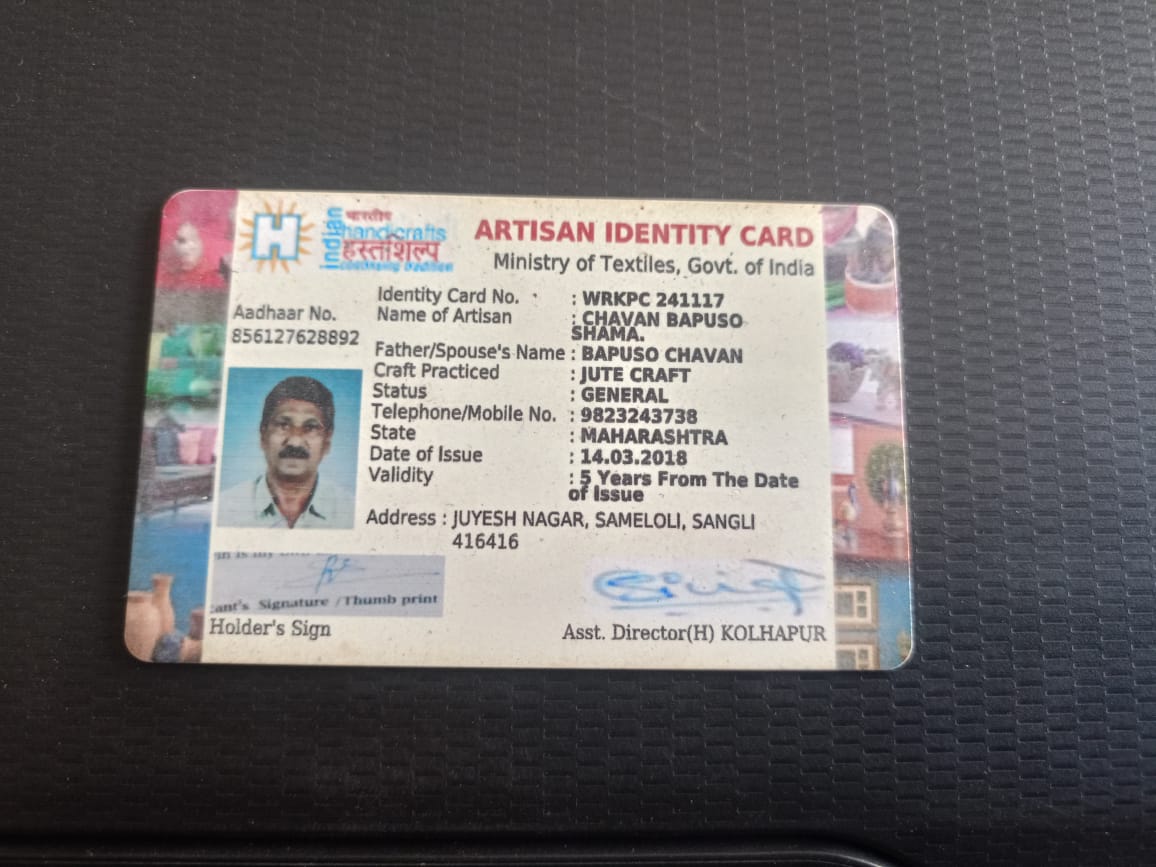 indian
भारतीय
handicrafts
हस्तशिल्प
H
ARTISAN IDENTITY CARD
Ministry of Textiles, Govt. of India
Aadhaar No.
856127628892
Identity Card No. : WRKPC 241117
Name of Artisan : CHAVAN BAPUSO
SHAMA.
Father/Spouse's Name : BAPUSO CHAVAN
Craft Practiced : JUTE CRAFT
Status : GENERAL
Telephone/Mobile No. : 9823243738
State : MAHARASHTRA
Date of Issue : 14.03.2018
Validity : 5 Years From The Date
of Issue
Address : JUYESH NAGAR, SAMELOLI, SANGLI
416416
ant's Signature /Thumb print
Holder's Sign
Asst. Director(H) KOLHAPUR